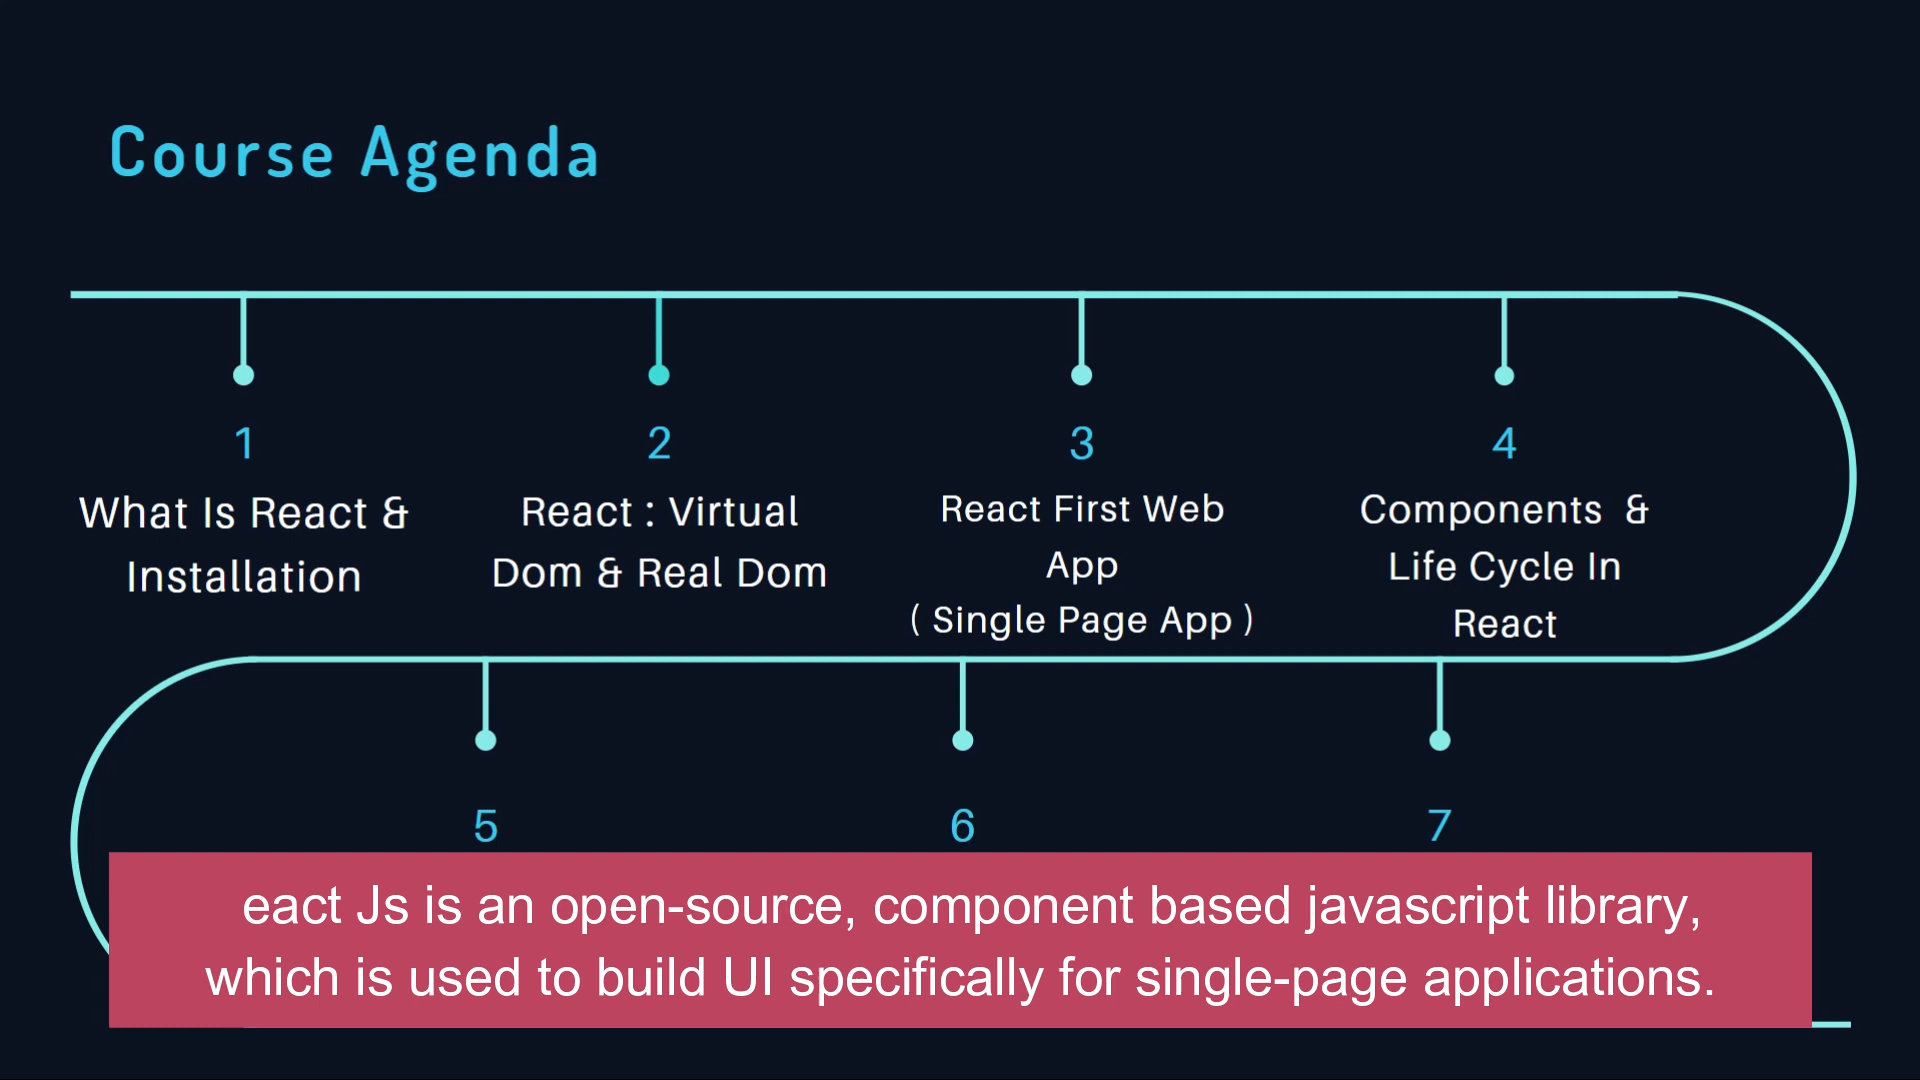 Course Agenda
1
What Is React &
Installation
2
React : Virtual
Dom & Real Dom
3
React First Web
App
( Single Page App )
4
Components &
Life Cycle In
React
5
6
7
eact Js is an open-source, component based javascript library,
which is used to build UI specifically for single-page applications.